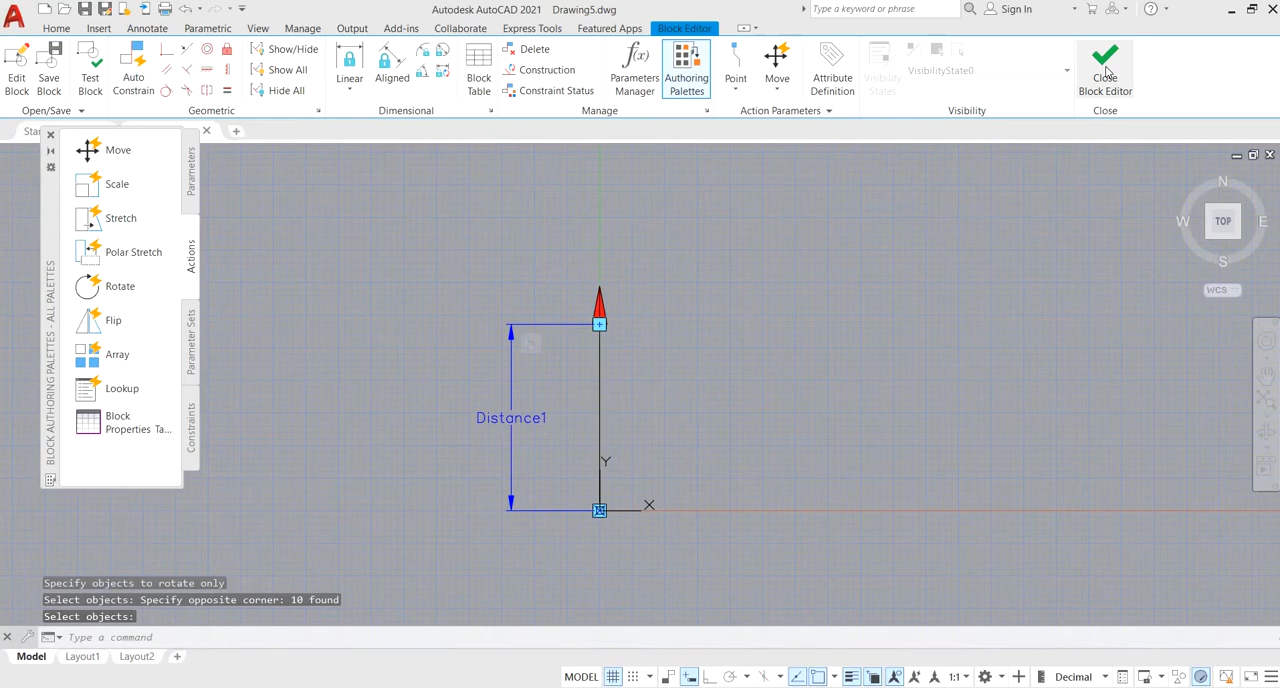 Autodesk AutoCAD 2021 Drawing5.dwg
Type a keyword or phrase
Sign In
Home Insert Annotate Parametric View Manage Output Add-ins Collaborate Express Tools Featured Apps Block Editor
Edit Block
Save Block
Test Block
Auto Constrain
Show/Hide
Show All
Hide All
Linear
Aligned
Block Table
Delete
Construction
Constraint Status
Parameters Manager
Authoring Palettes
Point
Move
Attribute Definition
Visibility States
VisibilityState0
Close Block Editor
Open/Save
Geometric
Dimensional
Manage
Action Parameters
Visibility
Close
Star
Move
Scale
Stretch
Polar Stretch
Rotate
Flip
Array
Lookup
Block
Properties Ta...
Parameters
Actions
Parameter Sets
Constraints
BLOCK AUTHORING PALETTES - ALL PALETTES
N
W
TOP
E
S
WCS
Distance1
Y
X
Specify objects to rotate only
Select objects: Specify opposite corner: 10 found
Select objects:
Type a command
Model Layout1 Layout2
MODEL
1:1
Decimal